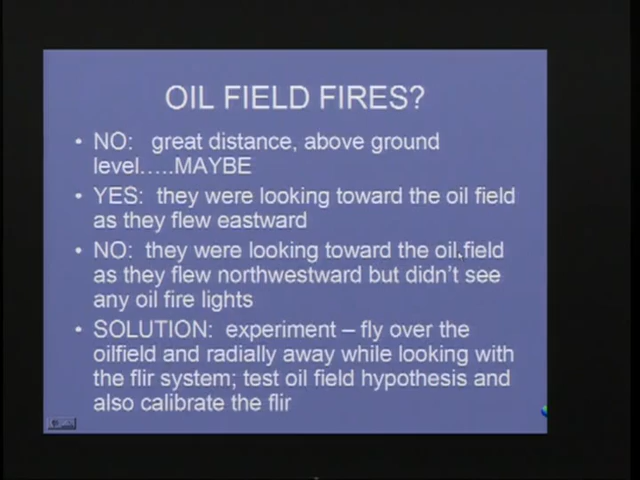 OIL FIELD FIRES?
• NO: great distance, above ground
level…..MAYBE
• YES: they were looking toward the oil field
as they flew eastward
• NO: they were looking toward the oil field
as they flew northwestward but didn't see
any oil fire lights
• SOLUTION: experiment – fly over the
oilfield and radially away while looking with
the flir system; test oil field hypothesis and
also calibrate the flir